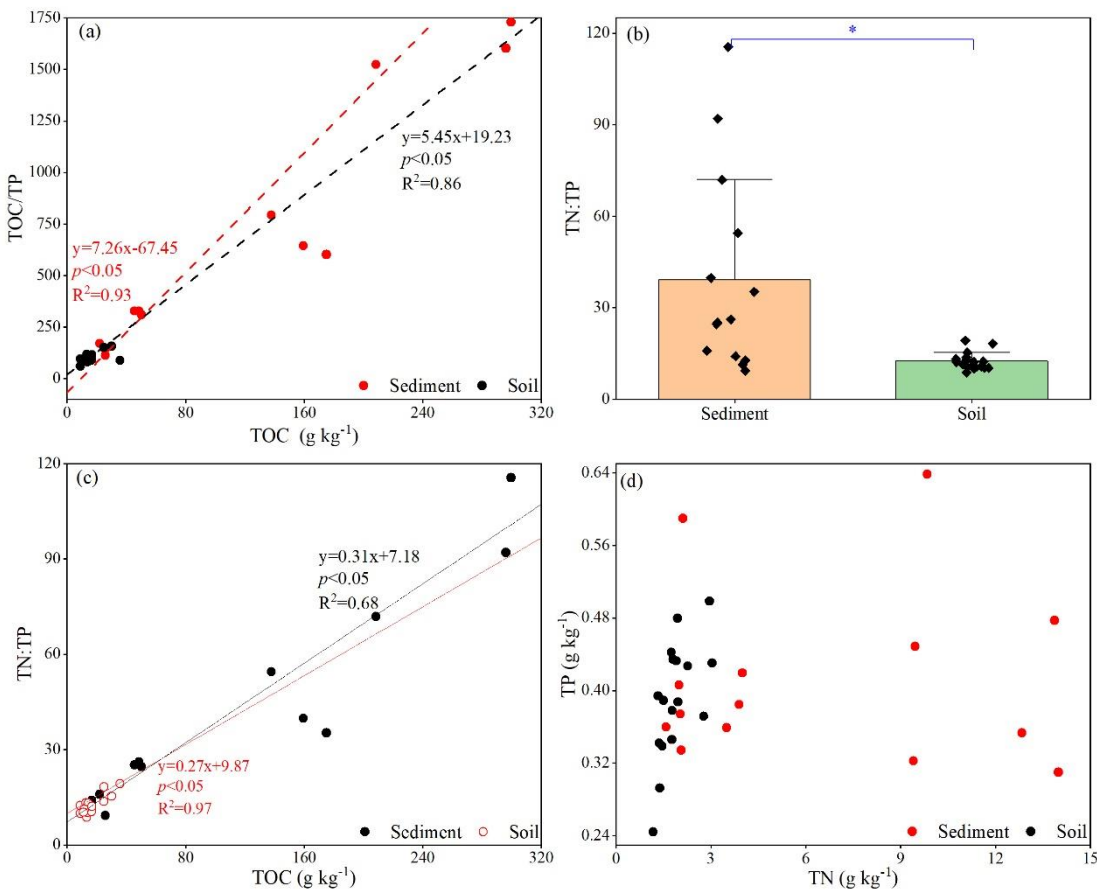 (a)
1750
1500
1250
1000
750
500
250
0
TOC/TP
y=5.45x+19.23
p<0.05
R²=0.86
y=7.26x-67.45
p<0.05
R²=0.93
Sediment Soil
0 80 160 240 320
TOC (g kg⁻¹)
(b)
120
90
60
30
0
TN:TP
*
Sediment Soil
(c)
120
90
60
30
0
TN:TP
y=0.31x+7.18
p<0.05
R²=0.68
y=0.27x+9.87
p<0.05
R²=0.97
Sediment Soil
0 80 160 240 320
TOC (g kg⁻¹)
(d)
0.64
0.56
0.48
0.40
0.32
0.24
TP (g kg⁻¹)
Sediment Soil
0 3 6 9 12 15
TN (g kg⁻¹)